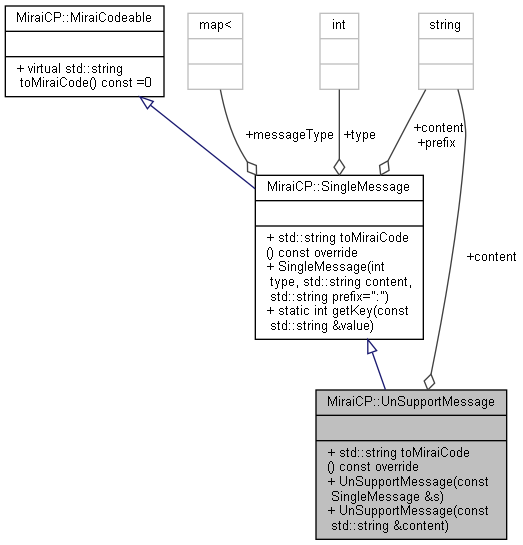 MiraiCP::MiraiCodeable
+ virtual std::string
toMiraiCode() const =0
map<
int
string
+messageType
+type
+content
+prefix
MiraiCP::SingleMessage
+ std::string toMiraiCode
() const override
+ SingleMessage(int
type, std::string content,
std::string prefix=":")
+ static int getKey(const
std::string &value)
+content
MiraiCP::UnSupportMessage
+ std::string toMiraiCode
() const override
+ UnSupportMessage(const
SingleMessage &s)
+ UnSupportMessage(const
std::string &content)